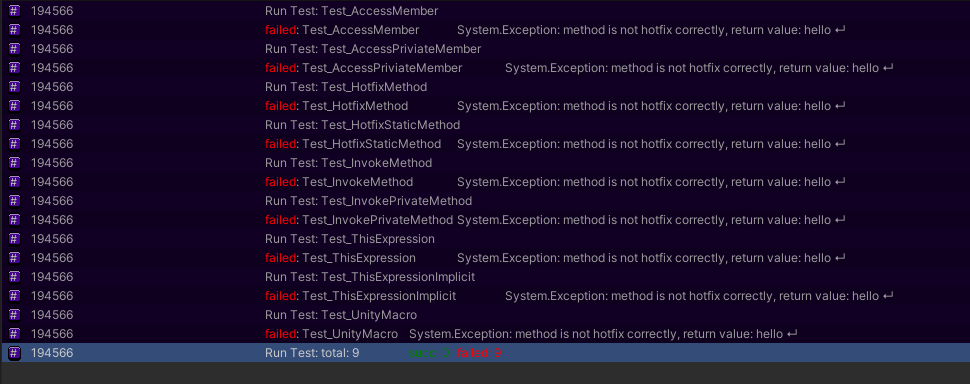 # 194566 Run Test: Test_AccessMember
# 194566 failed: Test_AccessMember System.Exception: method is not hotfix correctly, return value: hello ↵
# 194566 Run Test: Test_AccessPriviateMember
# 194566 failed: Test_AccessPriviateMember System.Exception: method is not hotfix correctly, return value: hello ↵
# 194566 Run Test: Test_HotfixMethod
# 194566 failed: Test_HotfixMethod System.Exception: method is not hotfix correctly, return value: hello ↵
# 194566 Run Test: Test_HotfixStaticMethod
# 194566 failed: Test_HotfixStaticMethod System.Exception: method is not hotfix correctly, return value: hello ↵
# 194566 Run Test: Test_InvokeMethod
# 194566 failed: Test_InvokeMethod System.Exception: method is not hotfix correctly, return value: hello ↵
# 194566 Run Test: Test_InvokePrivateMethod
# 194566 failed: Test_InvokePrivateMethod System.Exception: method is not hotfix correctly, return value: hello ↵
# 194566 Run Test: Test_ThisExpression
# 194566 failed: Test_ThisExpression System.Exception: method is not hotfix correctly, return value: hello ↵
# 194566 Run Test: Test_ThisExpressionImplicit
# 194566 failed: Test_ThisExpressionImplicit System.Exception: method is not hotfix correctly, return value: hello ↵
# 194566 Run Test: Test_UnityMacro
# 194566 failed: Test_UnityMacro System.Exception: method is not hotfix correctly, return value: hello ↵
# 194566 Run Test: total: 9 failed: 9